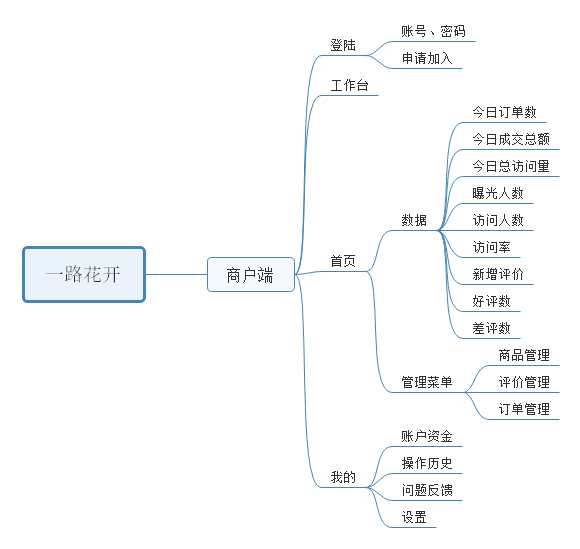 一路花开
商户端
登陆
账号、密码
申请加入
工作台
首页
数据
今日订单数
今日成交总额
今日总访问量
曝光人数
访问人数
访问率
新增评价
好评数
差评数
管理菜单
商品管理
评价管理
订单管理
我的
账户资金
操作历史
问题反馈
设置